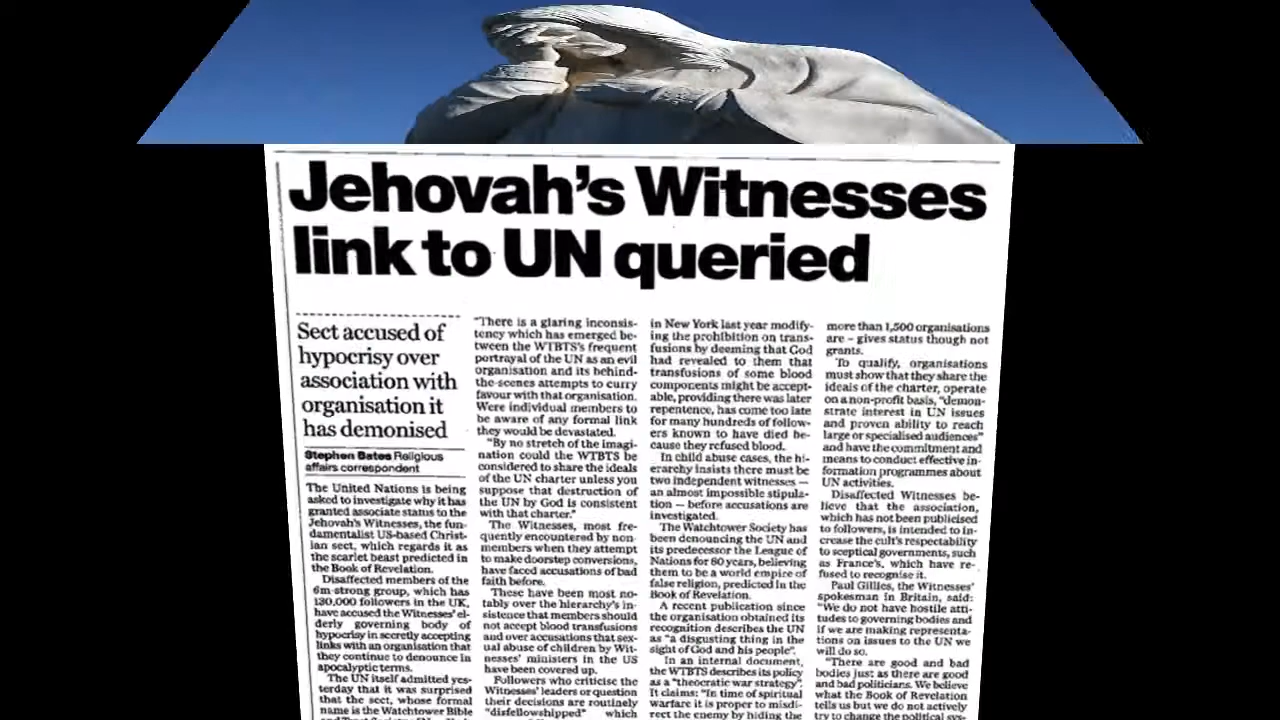 Jehovah's Witnesses
link to UN queried
Sect accused of
hypocrisy over
association with
organisation it
has demonised
Stephen Bates Religious
affairs correspondent
The United Nations is being
asked to investigate why it has
granted associate status to the
Jehovah's Witnesses, the fun-
damentalist US-based Christ-
ian sect, which regards it as
the scarlet beast predicted in
the Book of Revelation.
Disaffected members of the
6m-strong group, which has
130,000 followers in the UK,
have accused the Witnesses' el-
derly governing body of
hypocrisy in secretly accepting
links with an organisation that
they continue to denounce in
apocalyptic terms.
The UN itself admitted yes-
terday that it was surprised
that the sect, whose formal
name is the Watchtower Bible
"There is a glaring inconsis-
tency which has emerged be-
tween the WTBTS's frequent
portrayal of the UN as an evil
organisation and its behind-
the-scenes attempts to curry
favour with that organisation.
Were individual members to
be aware of any formal link
they would be devastated.
"By no stretch of the imagi-
nation could the WTBTS be
considered to share the ideals
of the UN charter unless you
suppose that destruction of
the UN by God is consistent
with that charter."
The Witnesses, most fre-
quently encountered by non-
members when they attempt
to make doorstep conversions,
have faced accusations of bad
faith before.
These have been most no-
tably over the hierarchy's in-
sistence that members should
not accept blood transfusions
and over accusations that sex-
ual abuse of children by Wit-
nesses' ministers in the US
have been covered up.
Followers who criticise the
Witnesses' leaders or question
their decisions are routinely
"disfellowshipped" which
in New York last year modify-
ing the prohibition on trans-
fusions by deeming that God
had revealed to them that
transfusions of some blood
components might be accept-
able, providing there was later
repentence, has come too late
for many hundreds of follow-
ers known to have died be-
cause they refused blood.
In child abuse cases, the hi-
erarchy insists there must be
two independent witnesses —
an almost impossible stipula-
tion — before accusations are
investigated.
The Watchtower Society has
been denouncing the UN and
its predecessor the League of
Nations for 80 years, believing
them to be a world empire of
false religion, predicted in the
Book of Revelation.
A recent publication since
the organisation obtained its
recognition describes the UN
as "a disgusting thing in the
sight of God and his people".
In an internal document,
the WTBTS describes its policy
as a "theocratic war strategy".
It claims: "In time of spiritual
warfare it is proper to misdi-
rect the enemy by hiding the
more than 1,500 organisations
are – gives status though not
grants.
To qualify, organisations
must show that they share the
ideals of the charter, operate
on a non-profit basis, "demon-
strate interest in UN issues
and proven ability to reach
large or specialised audiences"
and have the commitment and
means to conduct effective in-
formation programmes about
UN activities.
Disaffected Witnesses be-
lieve that the association,
which has not been publicised
to followers, is intended to in-
crease the cult's respectability
to sceptical governments, such
as France's, which have re-
fused to recognise it.
Paul Gillies, the Witnesses'
spokesman in Britain, said:
"We do not have hostile atti-
tudes to governing bodies and
if we are making representa-
tions on issues to the UN we
will do so.
"There are good and bad
bodies just as there are good
and bad politicians. We believe
what the Book of Revelation
tells us but we do not actively
try to change the political sys-